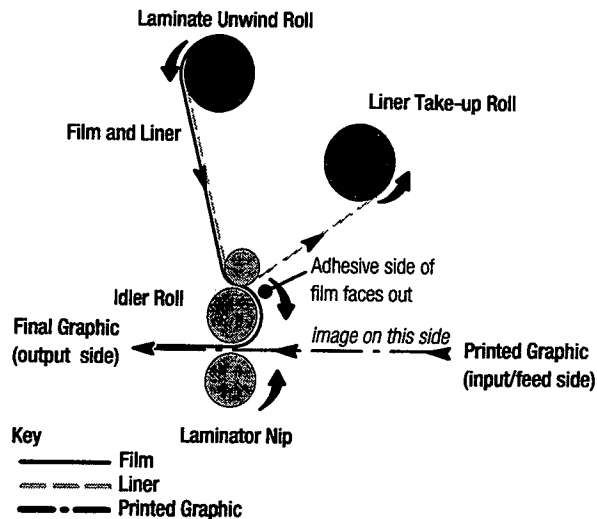 Laminate Unwind Roll
Liner Take-up Roll
Film and Liner
Adhesive side of
film faces out
Idler Roll
Final Graphic
(output side)
image on this side
Printed Graphic
(input/feed side)
Laminator Nip
Key
Film
Liner
Printed Graphic